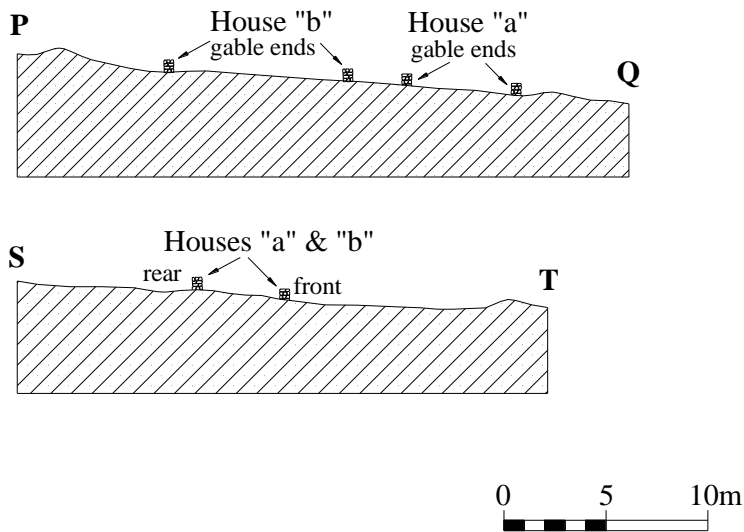 P
House "b"
gable ends
House "a"
gable ends
Q
S
Houses "a" & "b"
rear
front
T
0 5 10m